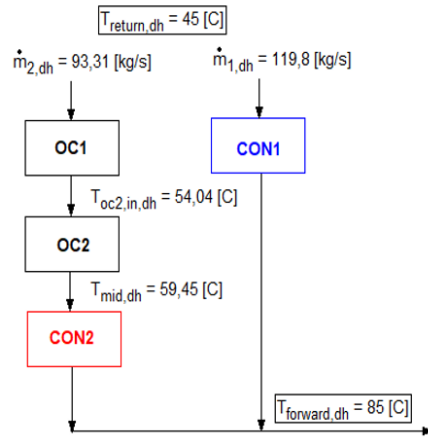 T_return,dh = 45 [C]
ṁ_2,dh = 93,31 [kg/s]
ṁ_1,dh = 119,8 [kg/s]
OC1
CON1
T_oc2,in,dh = 54,04 [C]
OC2
T_mid,dh = 59,45 [C]
CON2
T_forward,dh = 85 [C]